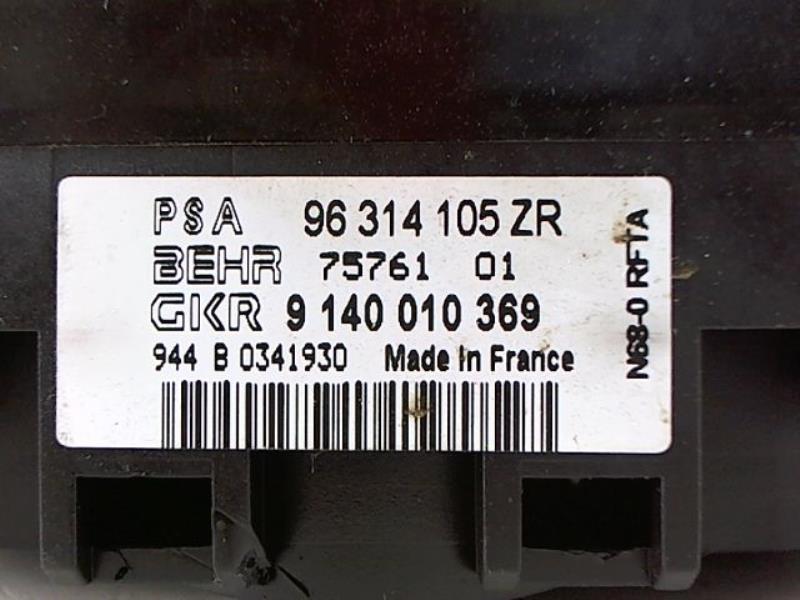 PSA 96 314 105 ZR
BEHR 75761 01
GKR 9 140 010 369
944 B 0341930 Made in France
N68-0 RFTA